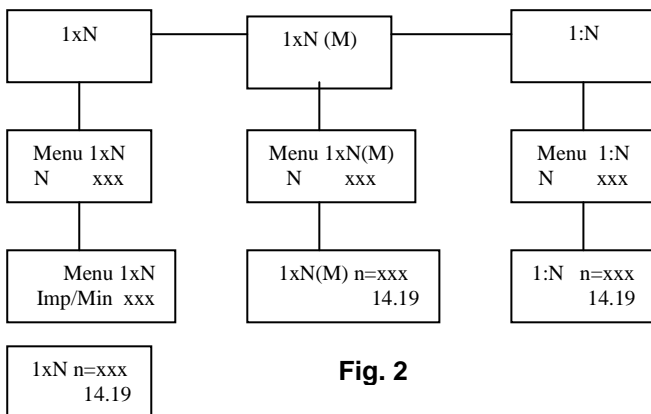 1xN
1xN (M)
1:N
Menu 1xN
N xxx
Menu 1xN(M)
N xxx
Menu 1:N
N xxx
Menu 1xN
Imp/Min xxx
1xN(M) n=xxx
14.19
1:N n=xxx
14.19
1xN n=xxx
14.19
Fig. 2